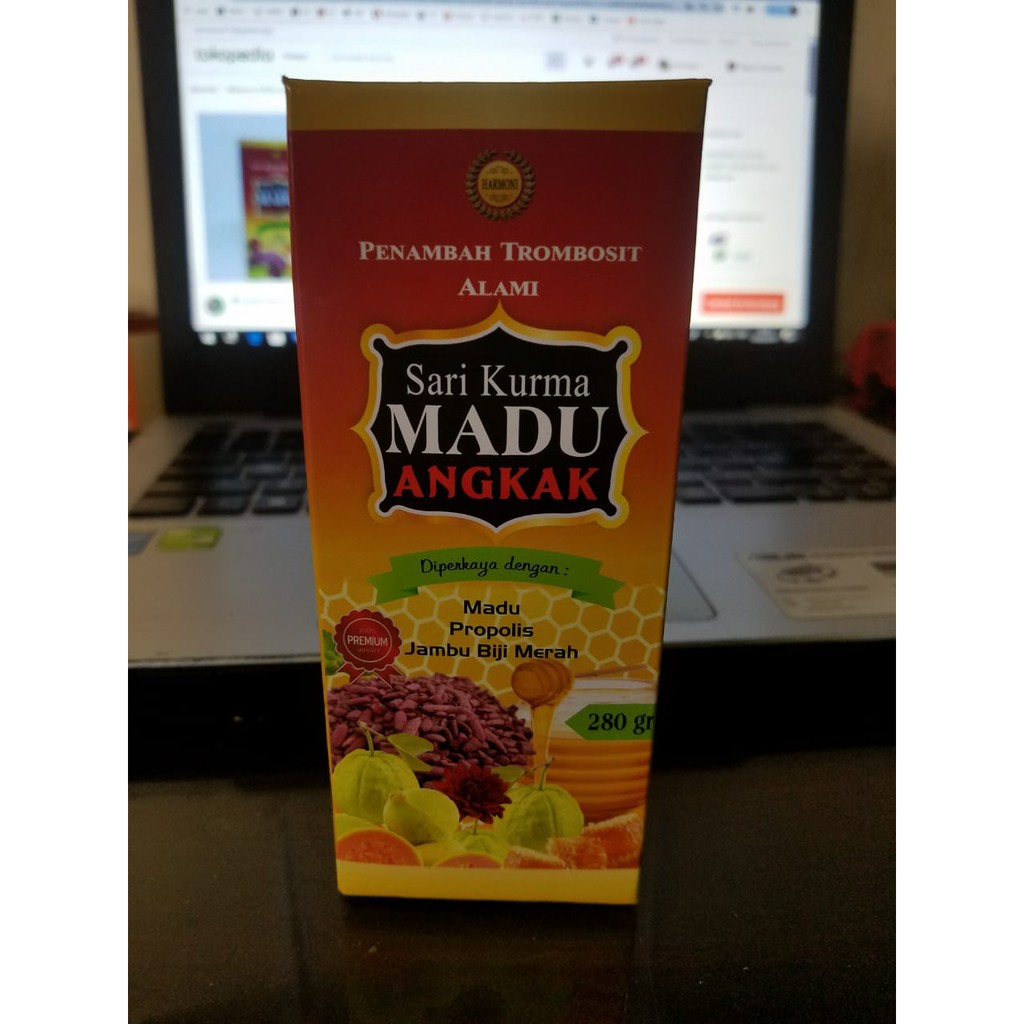 tokopedia
HARMONI
PENAMBAH TROMBOSIT
ALAMI
Sari Kurma
MADU
ANGKAK
Diperkaya dengan :
Madu
Propolis
Jambu Biji Merah
PREMIUM
280 gr
MADU